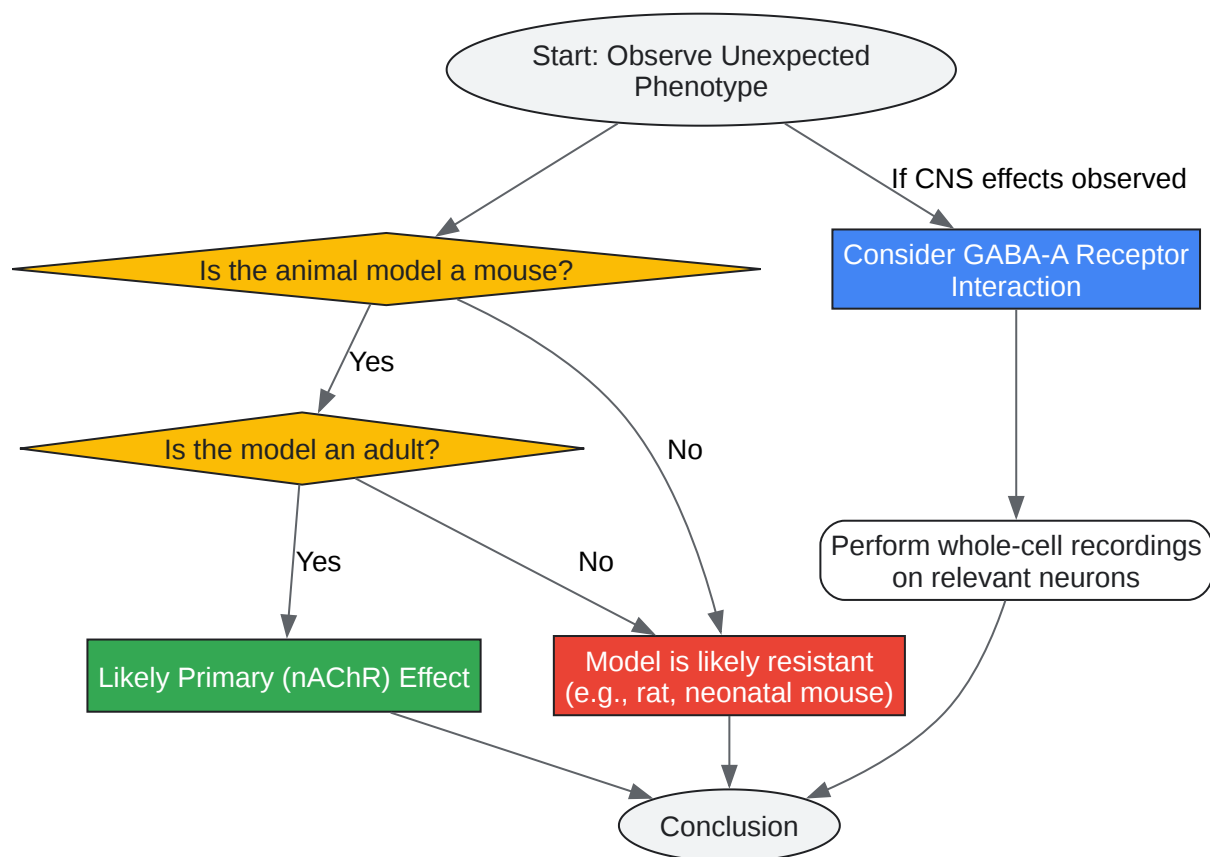 Start: Observe Unexpected
Phenotype
If CNS effects observed
Is the animal model a mouse?
Consider GABA-A Receptor
Interaction
Yes
Is the model an adult?
No
Yes
No
Perform whole-cell recordings
on relevant neurons
Likely Primary (nAChR) Effect
Model is likely resistant
(e.g., rat, neonatal mouse)
Conclusion